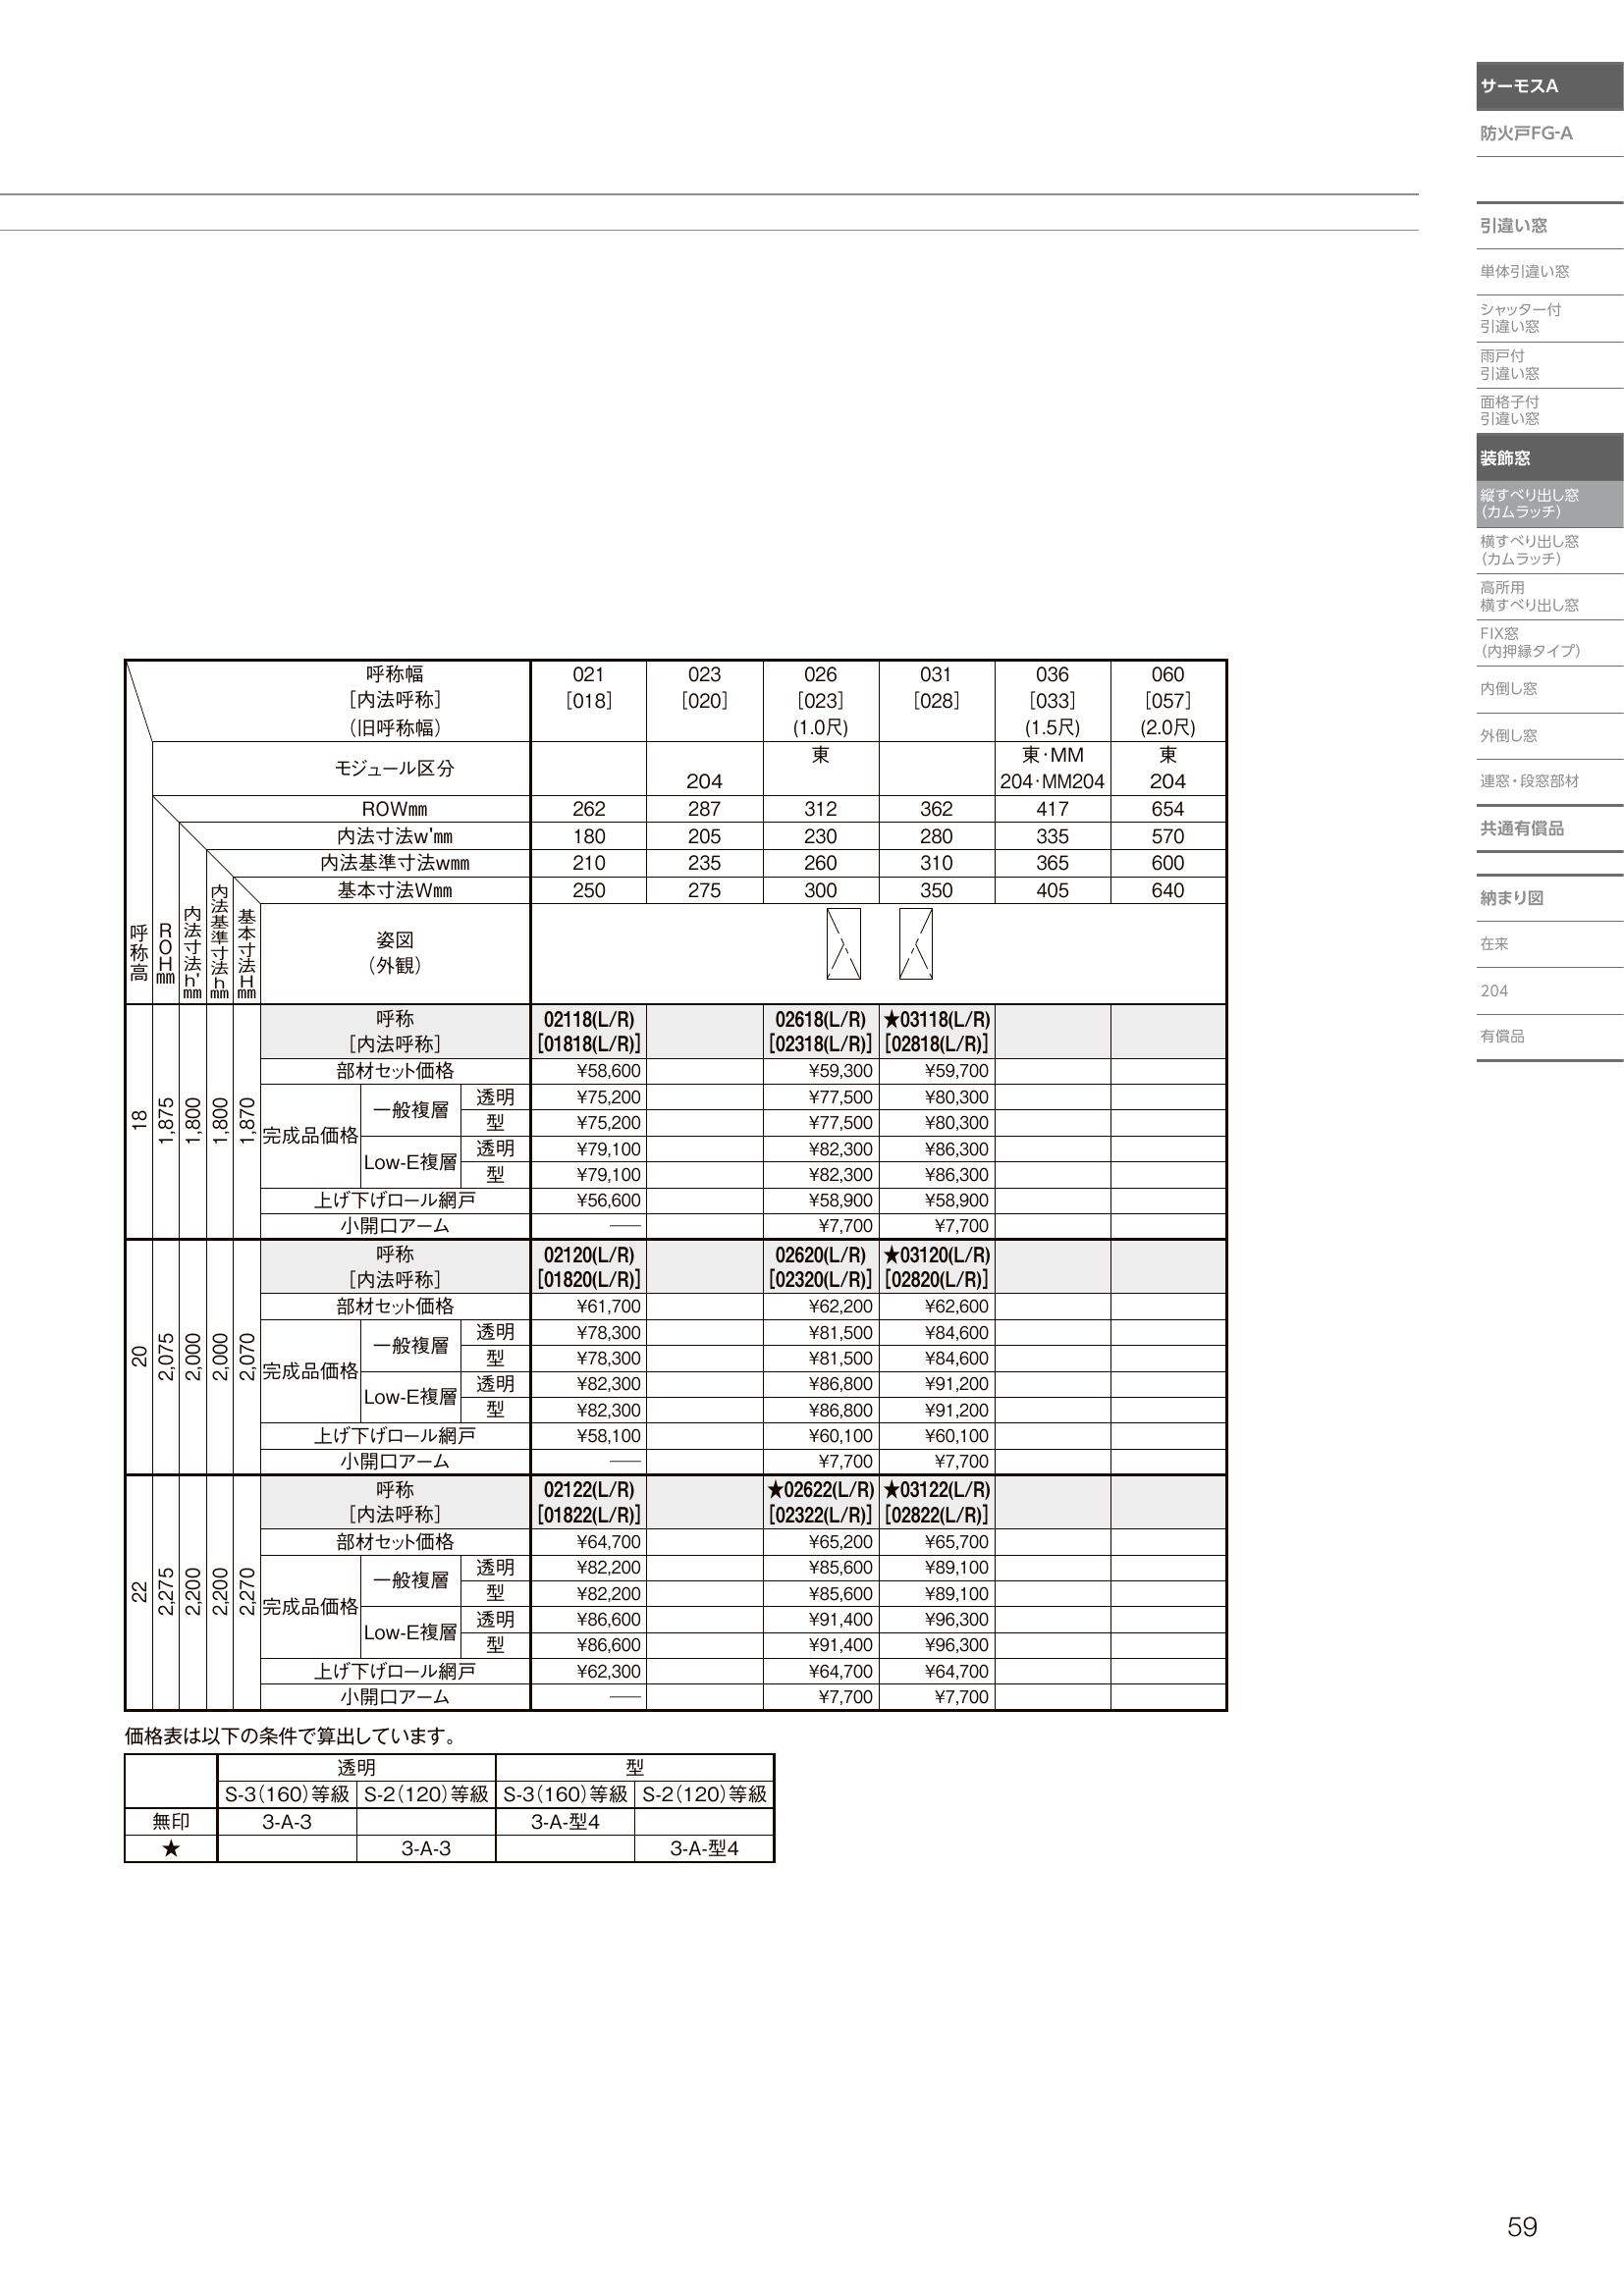 サーモスA
防火戸FG-A
引違い窓
単体引違い窓
シャッター付
引違い窓
雨戸付
引違い窓
面格子付
引違い窓
装飾窓
縦すべり出し窓
（カムラッチ）
横すべり出し窓
（カムラッチ）
高所用
横すべり出し窓
FIX窓
（内押縁タイプ）
内倒し窓
外倒し窓
連窓・段窓部材
共通有償品
納まり図
在来
204
有償品
呼称幅 021 023 026 031 036 060
［内法呼称］ ［018］ ［020］ ［023］ ［028］ ［033］ ［057］
（旧呼称幅） (1.0尺) (1.5尺) (2.0尺)
モジュール区分 東 東・MM 東
204 204・MM204 204
ROW㎜ 262 287 312 362 417 654
内法寸法w'㎜ 180 205 230 280 335 570
内法基準寸法w㎜ 210 235 260 310 365 600
基本寸法W㎜ 250 275 300 350 405 640
呼称高 ROH㎜ 内法寸法h'㎜ 内法基準寸法h㎜ 基本寸法H㎜
姿図
（外観）
18 1,875 1,800 1,800 1,870
呼称 02118(L/R) 02618(L/R) ★03118(L/R)
［内法呼称］ [01818(L/R)] [02318(L/R)] [02818(L/R)]
部材セット価格 ¥58,600 ¥59,300 ¥59,700
完成品価格 一般複層 透明 ¥75,200 ¥77,500 ¥80,300
型 ¥75,200 ¥77,500 ¥80,300
Low-E複層 透明 ¥79,100 ¥82,300 ¥86,300
型 ¥79,100 ¥82,300 ¥86,300
上げ下げロール網戸 ¥56,600 ¥58,900 ¥58,900
小開口アーム ── ¥7,700 ¥7,700
20 2,075 2,000 2,000 2,070
呼称 02120(L/R) 02620(L/R) ★03120(L/R)
［内法呼称］ [01820(L/R)] [02320(L/R)] [02820(L/R)]
部材セット価格 ¥61,700 ¥62,200 ¥62,600
完成品価格 一般複層 透明 ¥78,300 ¥81,500 ¥84,600
型 ¥78,300 ¥81,500 ¥84,600
Low-E複層 透明 ¥82,300 ¥86,800 ¥91,200
型 ¥82,300 ¥86,800 ¥91,200
上げ下げロール網戸 ¥58,100 ¥60,100 ¥60,100
小開口アーム ── ¥7,700 ¥7,700
22 2,275 2,200 2,200 2,270
呼称 02122(L/R) ★02622(L/R) ★03122(L/R)
［内法呼称］ [01822(L/R)] [02322(L/R)] [02822(L/R)]
部材セット価格 ¥64,700 ¥65,200 ¥65,700
完成品価格 一般複層 透明 ¥82,200 ¥85,600 ¥89,100
型 ¥82,200 ¥85,600 ¥89,100
Low-E複層 透明 ¥86,600 ¥91,400 ¥96,300
型 ¥86,600 ¥91,400 ¥96,300
上げ下げロール網戸 ¥62,300 ¥64,700 ¥64,700
小開口アーム ── ¥7,700 ¥7,700
価格表は以下の条件で算出しています。
透明 型
S-3（160）等級 S-2（120）等級 S-3（160）等級 S-2（120）等級
無印 3-A-3 3-A-型4
★ 3-A-3 3-A-型4
59